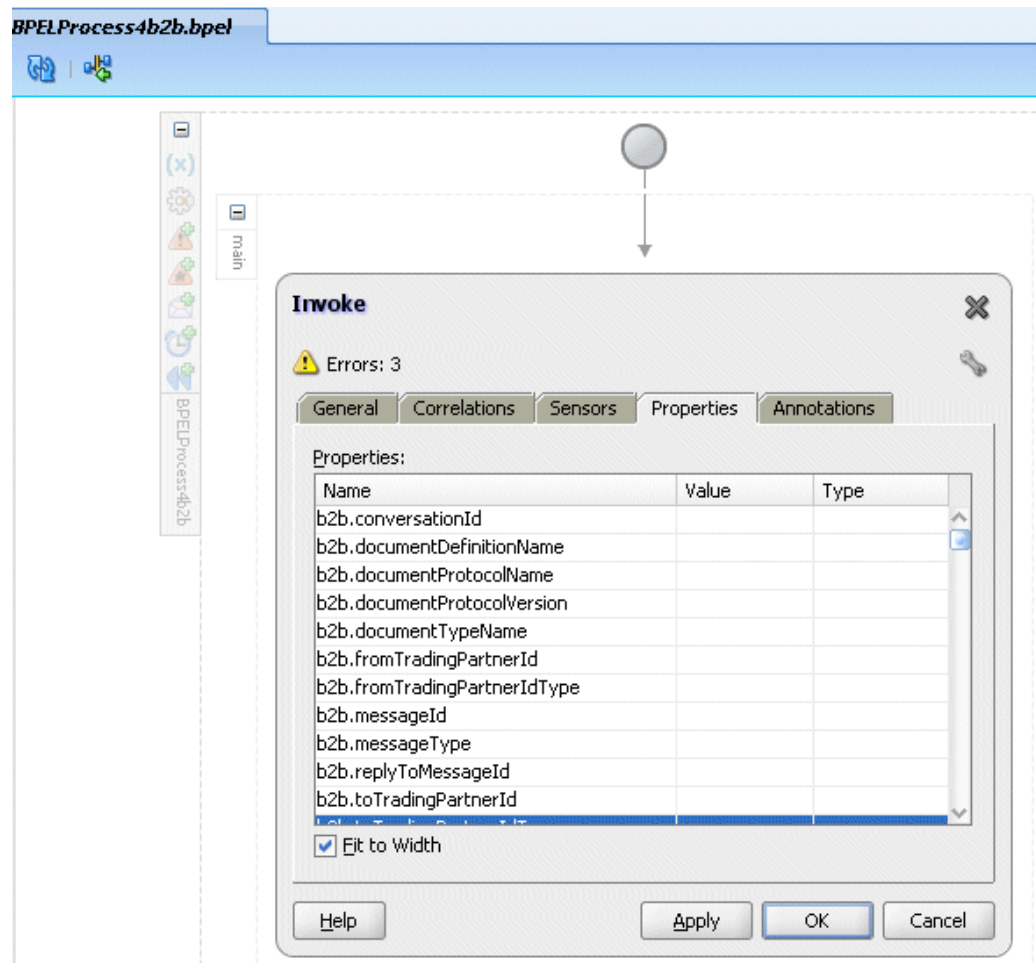 BPELProcess4b2b.bpel
(x)
main
BPELProcess4b2b
Invoke
Errors: 3
General Correlations Sensors Properties Annotations
Properties:
Name Value Type
b2b.conversationId
b2b.documentDefinitionName
b2b.documentProtocolName
b2b.documentProtocolVersion
b2b.documentTypeName
b2b.fromTradingPartnerId
b2b.fromTradingPartnerIdType
b2b.messageId
b2b.messageType
b2b.replyToMessageId
b2b.toTradingPartnerId
Fit to Width
Help Apply OK Cancel